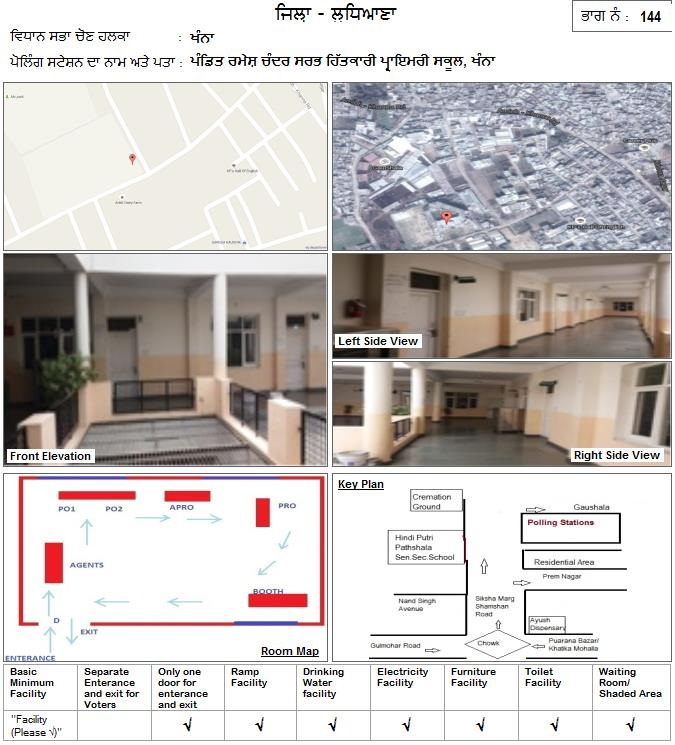 ਜ਼ਿਲ੍ਹਾ - ਲੁਧਿਆਣਾ
ਭਾਗ ਨੰ : 144
ਵਿਧਾਨ ਸਭਾ ਚੋਣ ਹਲਕਾ : ਖੰਨਾ
ਪੋਲਿੰਗ ਸਟੇਸ਼ਨ ਦਾ ਨਾਮ ਅਤੇ ਪਤਾ : ਪੰਡਿਤ ਰਮੇਸ਼ ਚੰਦਰ ਸਰਭ ਹਿੱਤਕਾਰੀ ਪ੍ਰਾਇਮਰੀ ਸਕੂਲ, ਖੰਨਾ
Left Side View
Front Elevation
Right Side View
PO1 PO2 APRO PRO
AGENTS
BOOTH
D
EXIT
ENTERANCE
Room Map
Key Plan
Cremation
Ground
Gaushala
Polling Stations
Hindi Putri
Pathshala
Sen.Sec.School
Residential Area
Prem Nagar
Nand Singh
Avenue
Siksha Marg
Shamshan
Road
Ayush
Dispensary
Gulmohar Road
Chowk
Puarana Bazar/
Khatika Mohalla
Basic
Minimum
Facility
Separate
Enterance
and exit for
Voters
Only one
door for
enterance
and exit
Ramp
Facility
Drinking
Water
facility
Electricity
Facility
Furniture
Facility
Toilet
Facility
Waiting
Room/
Shaded Area
"Facility
(Please √)"
√ √ √ √ √ √ √